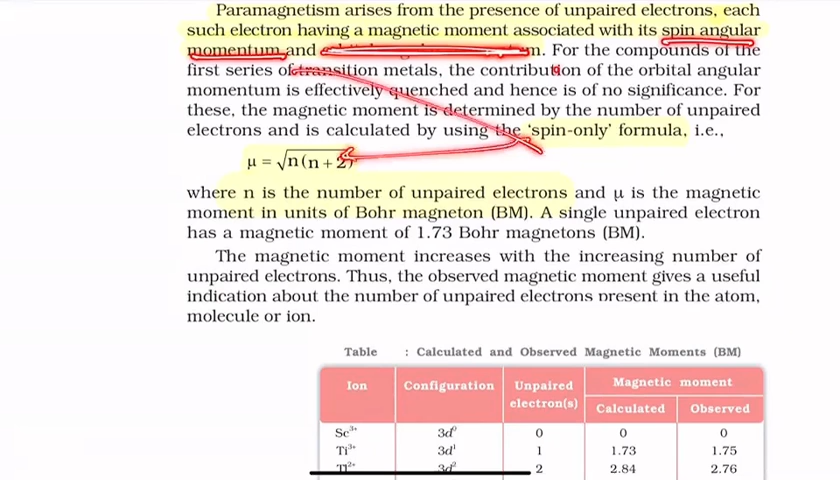 Paramagnetism arises from the presence of unpaired electrons, each
such electron having a magnetic moment associated with its spin angular
momentum and m. For the compounds of the
first series of transition metals, the contribution of the orbital angular
momentum is effectively quenched and hence is of no significance. For
these, the magnetic moment is determined by the number of unpaired
electrons and is calculated by using the ‘spin-only’ formula, i.e.,
μ = √n(n + 2)
where n is the number of unpaired electrons and μ is the magnetic
moment in units of Bohr magneton (BM). A single unpaired electron
has a magnetic moment of 1.73 Bohr magnetons (BM).
The magnetic moment increases with the increasing number of
unpaired electrons. Thus, the observed magnetic moment gives a useful
indication about the number of unpaired electrons present in the atom,
molecule or ion.
Table : Calculated and Observed Magnetic Moments (BM)
Ion Configuration Unpaired electron(s) Magnetic moment
Calculated Observed
Sc³⁺ 3d⁰ 0 0 0
Ti³⁺ 3d¹ 1 1.73 1.75
Ti²⁺ 3d² 2 2.84 2.76